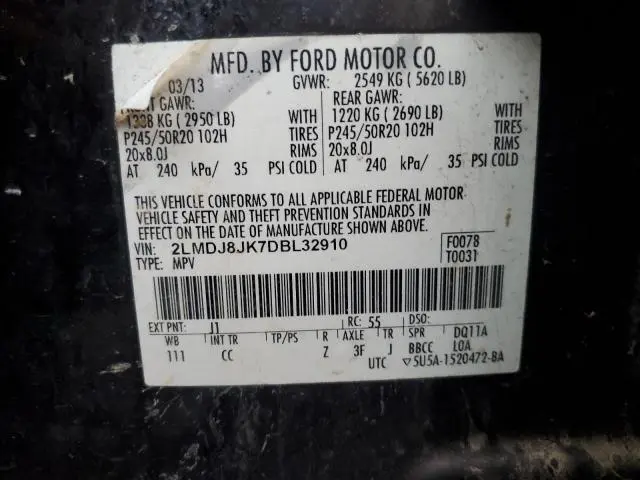 MFD. BY FORD MOTOR CO.
03/13 GVWR: 2549 KG ( 5620 LB)
FRONT GAWR: REAR GAWR:
1338 KG ( 2950 LB) WITH 1220 KG ( 2690 LB) WITH
P245/50R20 102H TIRES P245/50R20 102H TIRES
20x8.0J RIMS 20x8.0J RIMS
AT 240 kPa/ 35 PSI COLD AT 240 kPa/ 35 PSI COLD
THIS VEHICLE CONFORMS TO ALL APPLICABLE FEDERAL MOTOR
VEHICLE SAFETY AND THEFT PREVENTION STANDARDS IN
EFFECT ON THE DATE OF MANUFACTURE SHOWN ABOVE.
VIN: 2LMDJ8JK7DBL32910 F0078
TYPE: MPV T0031
EXT PNT: J1 RC: 55 DSO:
WB INT TR TP/PS R AXLE TR SPR DQ11A
111 CC Z 3F J BBCC LOA
UTC ▽5U5A-1520472-BA